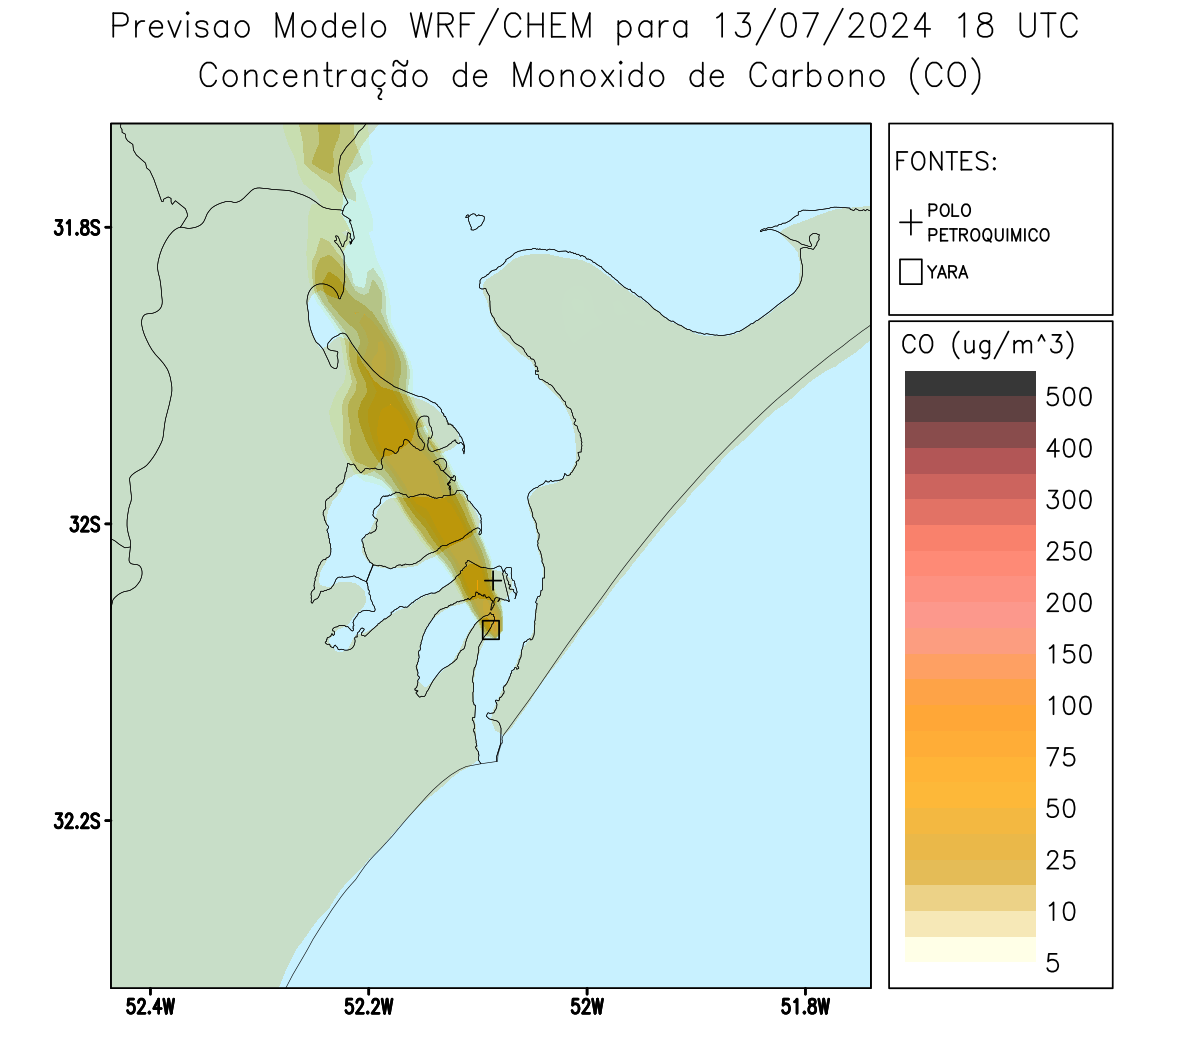 Previsao Modelo WRF/CHEM para 13/07/2024 18 UTC
Concentração de Monoxido de Carbono (CO)
FONTES:
POLO
PETROQUIMICO
YARA
CO (ug/m^3)
500
400
300
250
200
150
100
75
50
25
10
5
31.8S
32S
32.2S
52.4W
52.2W
52W
51.8W